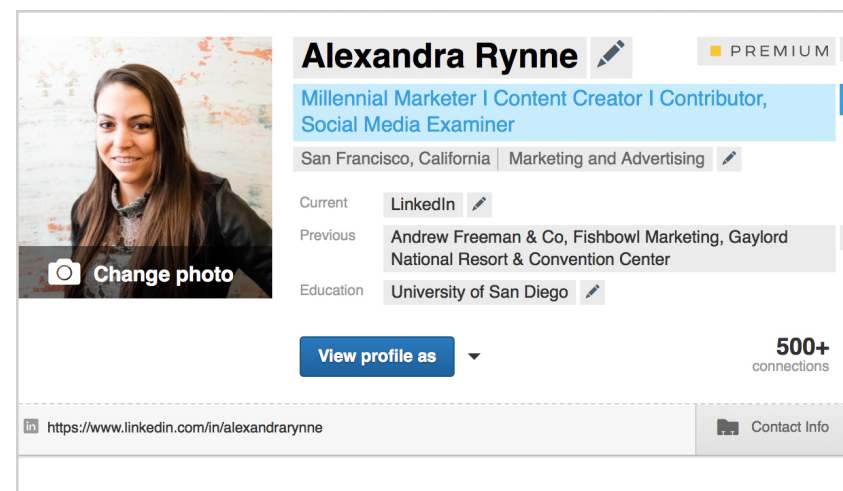 Alexandra Rynne
PREMIUM
Millennial Marketer I Content Creator I Contributor,
Social Media Examiner
San Francisco, California | Marketing and Advertising
Current LinkedIn
Previous Andrew Freeman & Co, Fishbowl Marketing, Gaylord
National Resort & Convention Center
Education University of San Diego
Change photo
View profile as
500+
connections
in https://www.linkedin.com/in/alexandrarynne
Contact Info